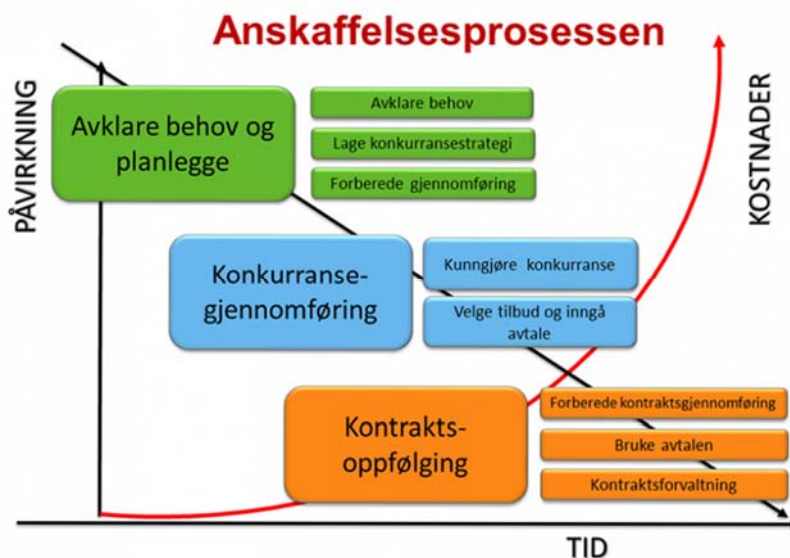 Anskaffelsesprosessen
PÅVIRKNING
KOSTNADER
Avklare behov og
planlegge
Avklare behov
Lage konkurransestrategi
Forberede gjennomføring
Konkurranse-
gjennomføring
Kunngjøre konkurranse
Velge tilbud og inngå
avtale
Kontrakts-
oppfølging
Forberede kontraktsgjennomføring
Bruke avtalen
Kontraktsforvaltning
TID